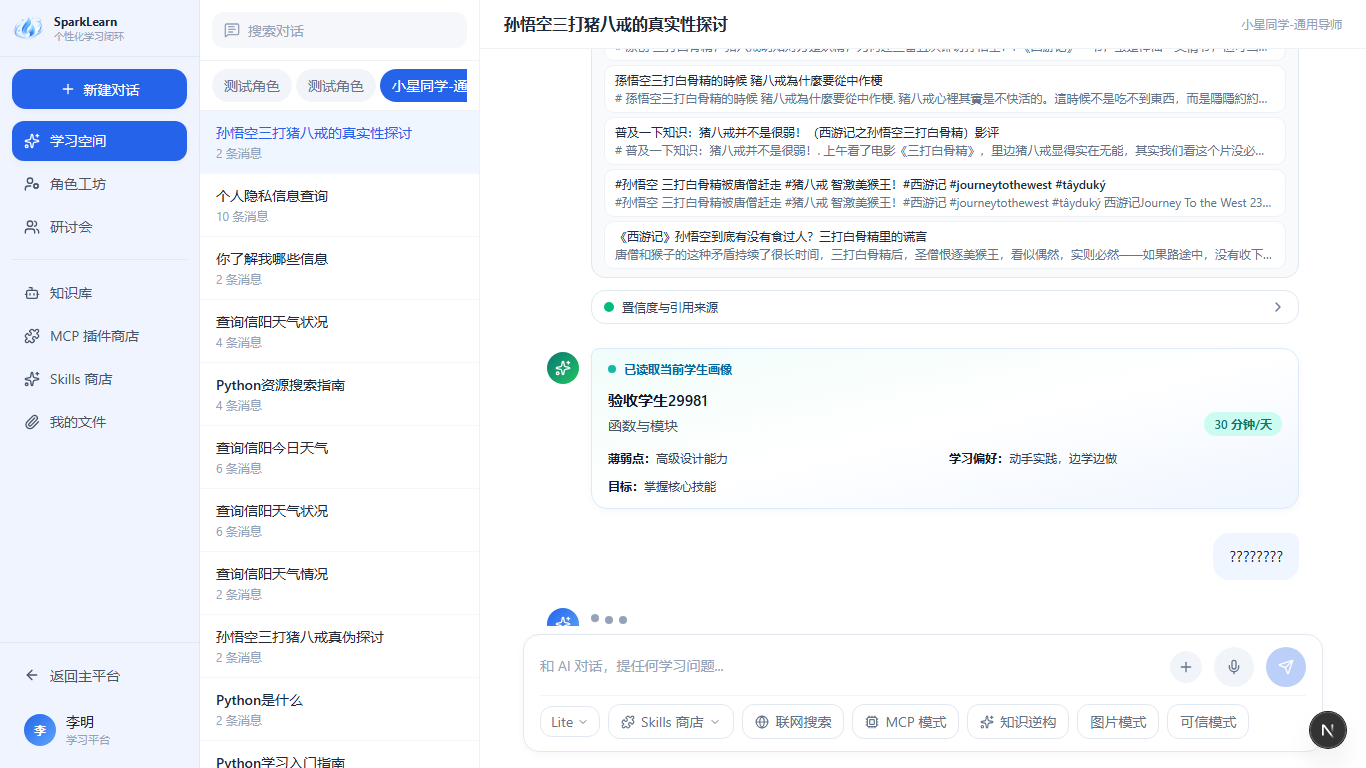 SparkLearn
个性化学习闭环
新建对话
学习空间
角色工坊
研讨会
知识库
MCP 插件商店
Skills 商店
我的文件
返回主平台
李
李明
学习平台
搜索对话
测试角色
测试角色
小星同学-通
孙悟空三打猪八戒的真实性探讨
2 条消息
个人隐私信息查询
10 条消息
你了解我哪些信息
2 条消息
查询信阳天气状况
4 条消息
Python资源搜索指南
4 条消息
查询信阳今日天气
6 条消息
查询信阳天气状况
6 条消息
查询信阳天气情况
2 条消息
孙悟空三打猪八戒真伪探讨
2 条消息
Python是什么
2 条消息
Python学习入门指南
孙悟空三打猪八戒的真实性探讨
小星同学-通用导师
孫悟空三打白骨精的時候 豬八戒為什麼要從中作梗
# 孫悟空三打白骨精的時候 豬八戒為什麼要從中作梗. 豬八戒心裡其實是不快活的。這時候不是吃不到東西，而是隱隱約約...
普及一下知识：猪八戒并不是很弱！（西游记之孙悟空三打白骨精）影评
# 普及一下知识：猪八戒并不是很弱！. 上午看了电影《三打白骨精》，里边猪八戒显得实在无能，其实我们看这个片没必...
#孙悟空 三打白骨精被唐僧赶走 #猪八戒 智激美猴王！#西游记 #journeytothewest #tâyduký
#孙悟空 三打白骨精被唐僧赶走 #猪八戒 智激美猴王！#西游记 #journeytothewest #tâyduký 西游记Journey To the West 23...
《西游记》孙悟空到底有没有食过人？三打白骨精里的谎言
唐僧和猴子的这种矛盾持续了很长时间，三打白骨精后，圣僧恨逐美猴王，看似偶然，实则必然——如果路途中，没有收下...
置信度与引用来源
已读取当前学生画像
验收学生29981
函数与模块
30 分钟/天
薄弱点：高级设计能力
学习偏好：动手实践，边学边做
目标：掌握核心技能
????????
和 AI 对话，提任何学习问题...
Lite
Skills 商店
联网搜索
MCP 模式
知识逆构
图片模式
可信模式
N